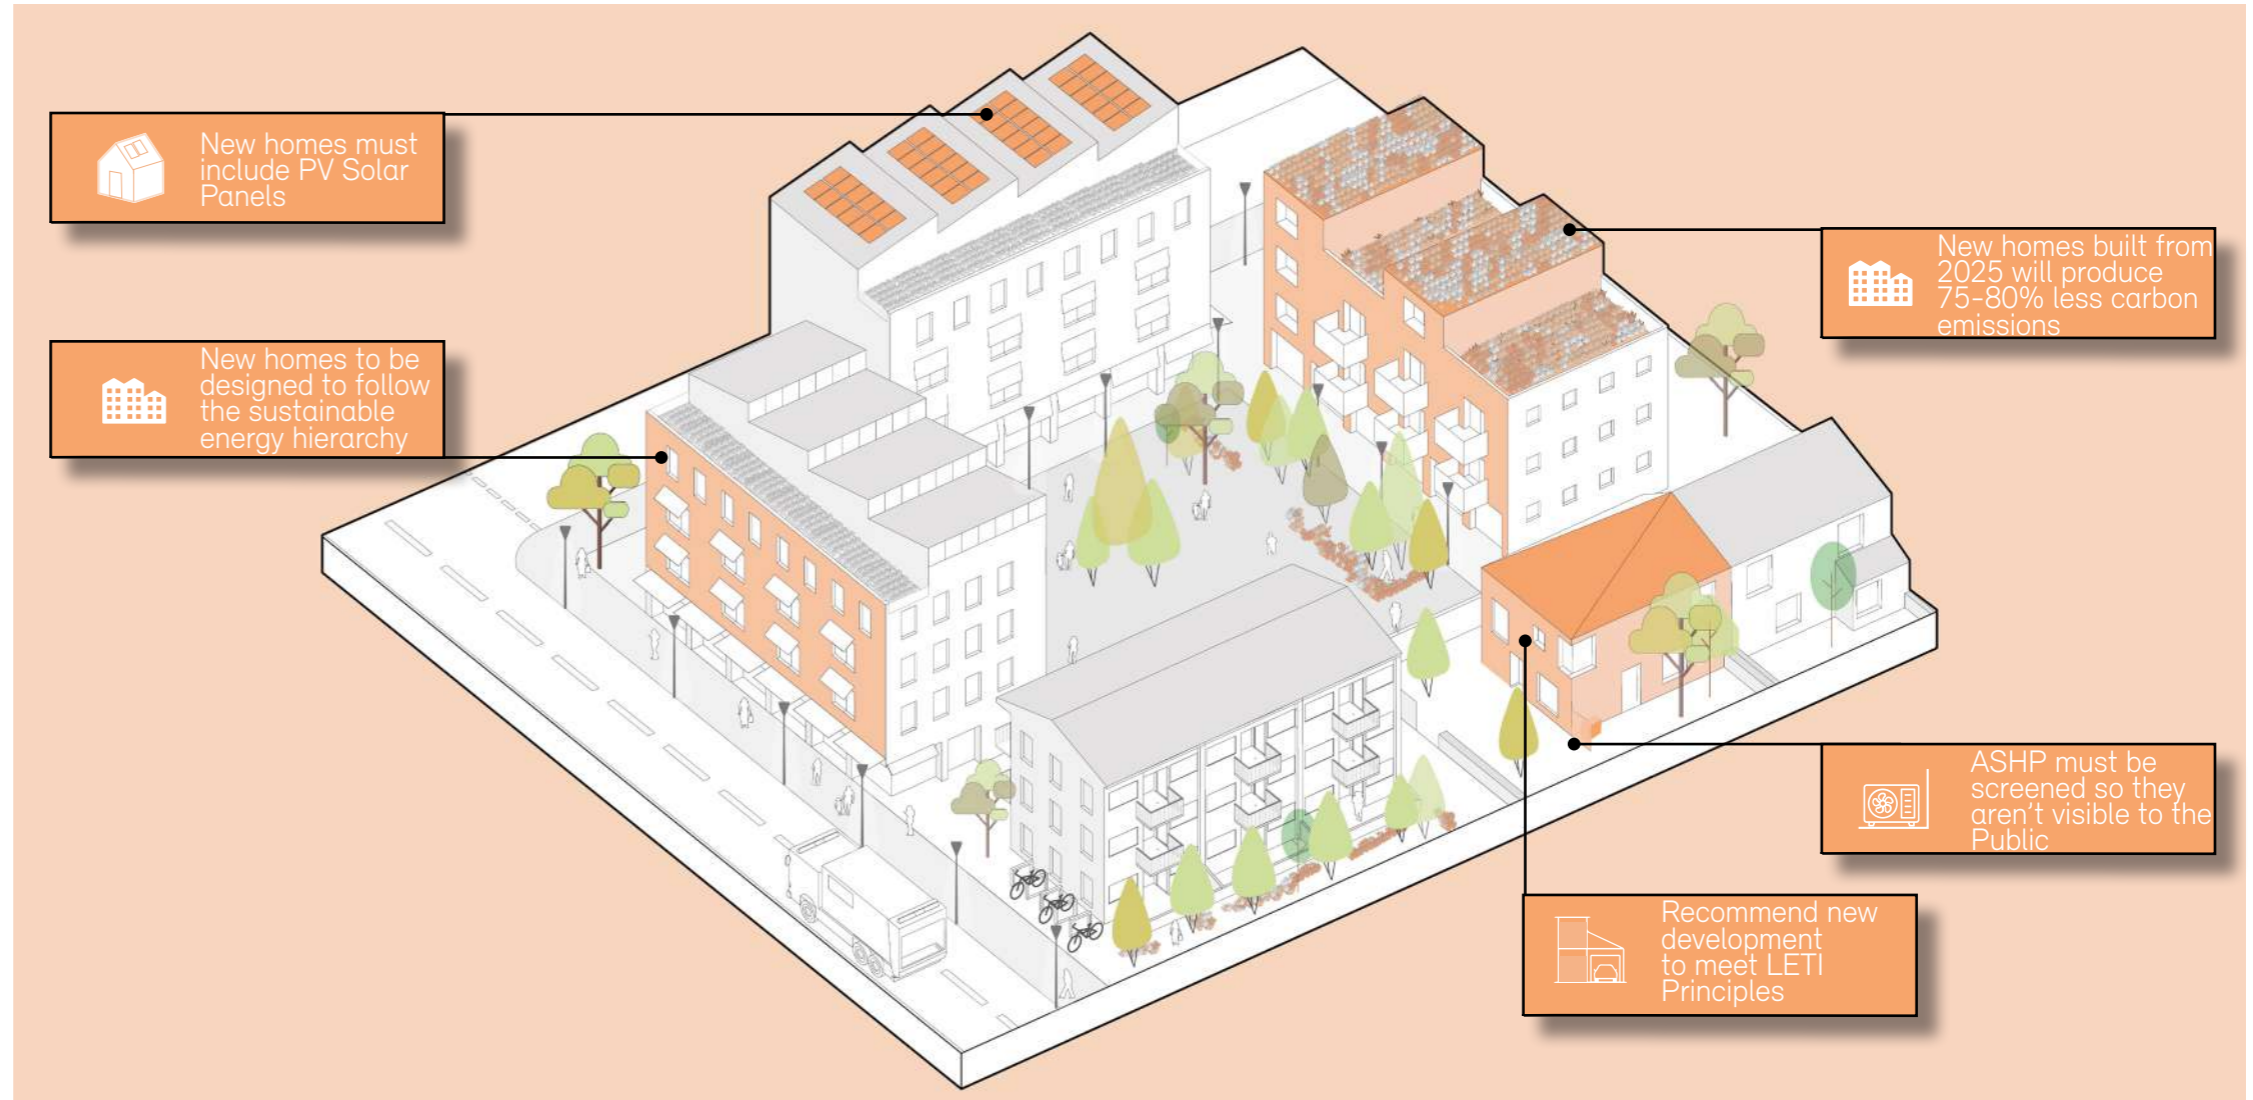 New homes must
include PV Solar
Panels
New homes to be
designed to follow
the sustainable
energy hierarchy
New homes built from
2025 will produce
75-80% less carbon
emissions
ASHP must be
screened so they
aren't visible to the
Public
Recommend new
development
to meet LETI
Principles